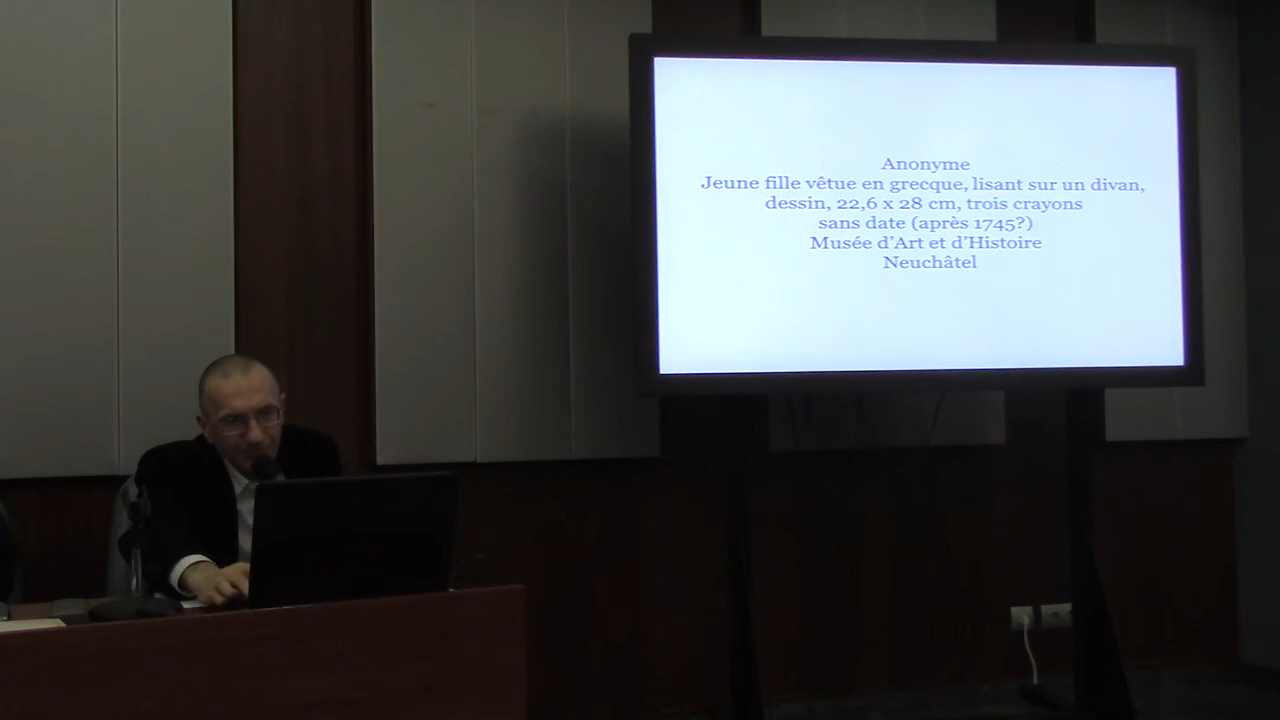 Anonyme
Jeune fille vêtue en grecque, lisant sur un divan,
dessin, 22,6 x 28 cm, trois crayons
sans date (après 1745?)
Musée d’Art et d’Histoire
Neuchâtel